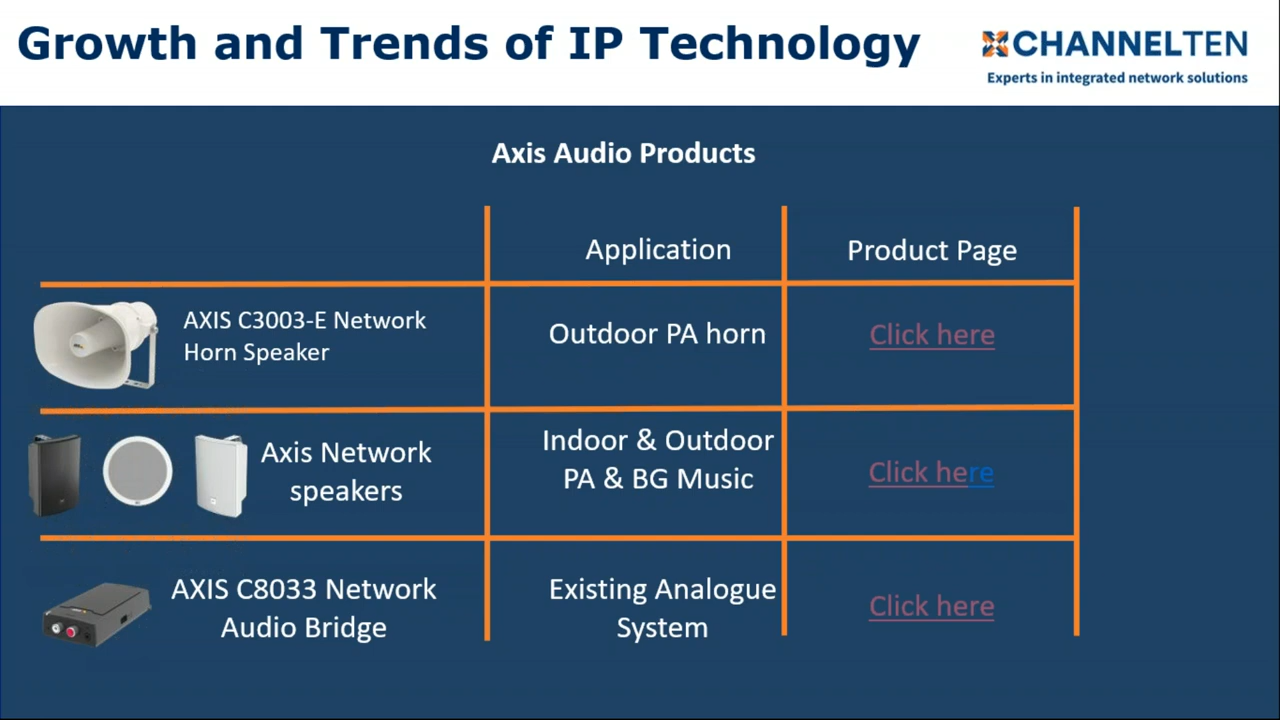 Growth and Trends of IP Technology
CHANNELTEN
Experts in integrated network solutions
Axis Audio Products
Application
Product Page
AXIS C3003-E Network
Horn Speaker
Outdoor PA horn
Click here
Axis Network
speakers
Indoor & Outdoor
PA & BG Music
Click here
AXIS C8033 Network
Audio Bridge
Existing Analogue
System
Click here